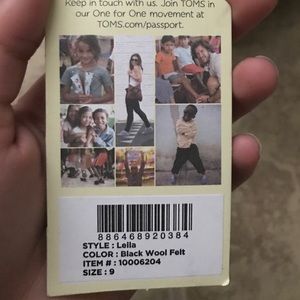 Keep in touch with us. Join TOMS in
our One for One movement at
TOMS.com/passport.
886468920384
STYLE : Leila
COLOR : Black Wool Felt
ITEM # : 10006204
SIZE : 9